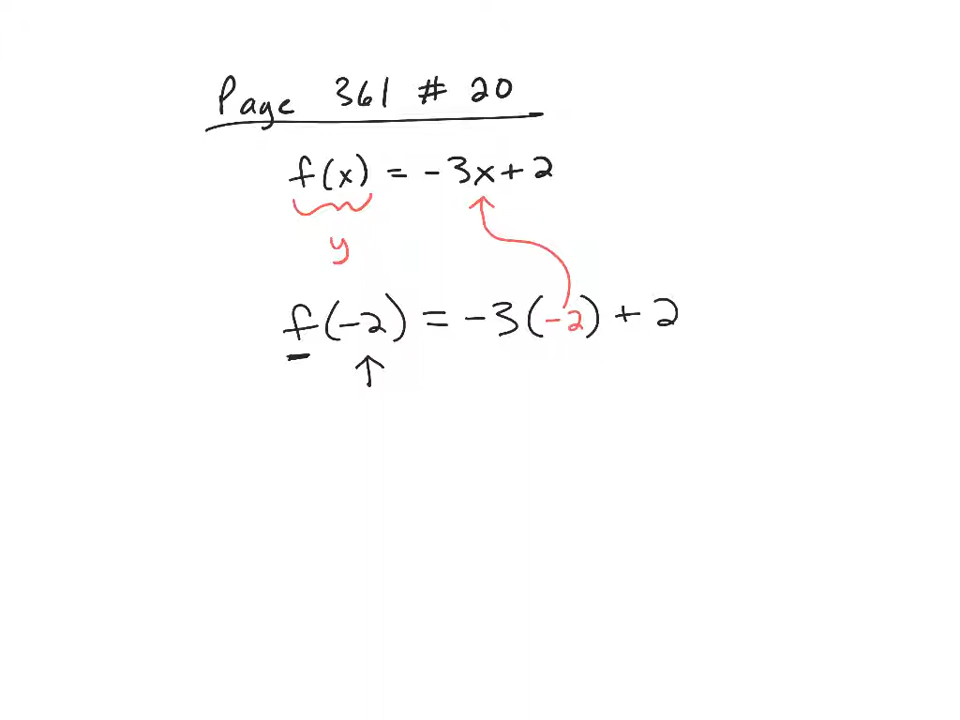 Page 361 # 20
f(x) = -3x+2
y
f(-2) = -3(-2) + 2